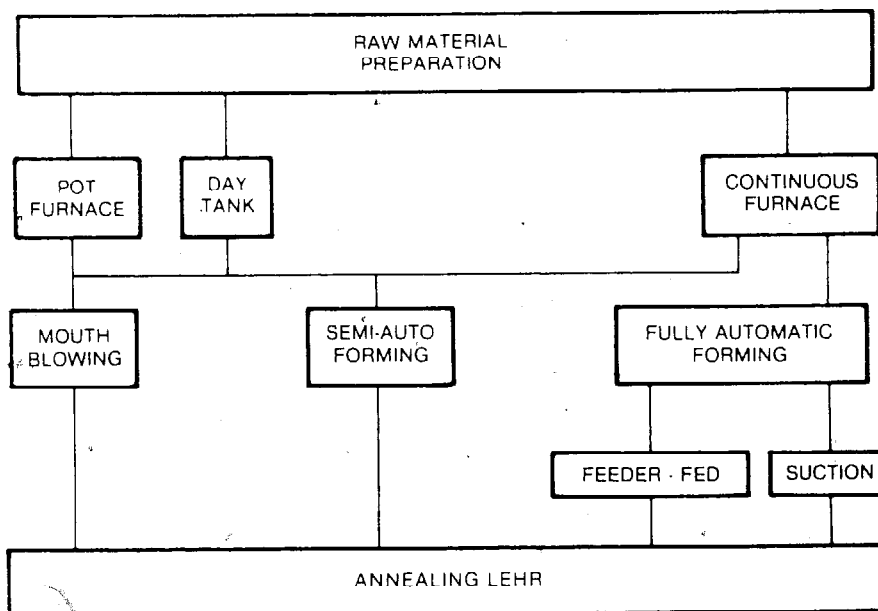 RAW MATERIAL
PREPARATION
POT
FURNACE
DAY
TANK
CONTINUOUS
FURNACE
MOUTH
BLOWING
SEMI-AUTO
FORMING
FULLY AUTOMATIC
FORMING
FEEDER - FED
SUCTION
ANNEALING LEHR